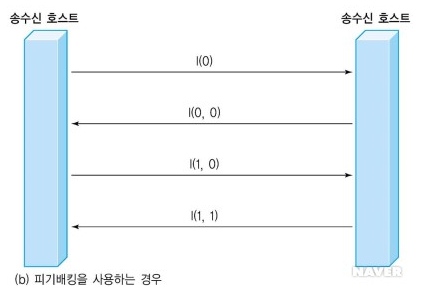 송수신 호스트 송수신 호스트
I(0)
I(0, 0)
I(1, 0)
I(1, 1)
(b) 피기배킹을 사용하는 경우
NAVER